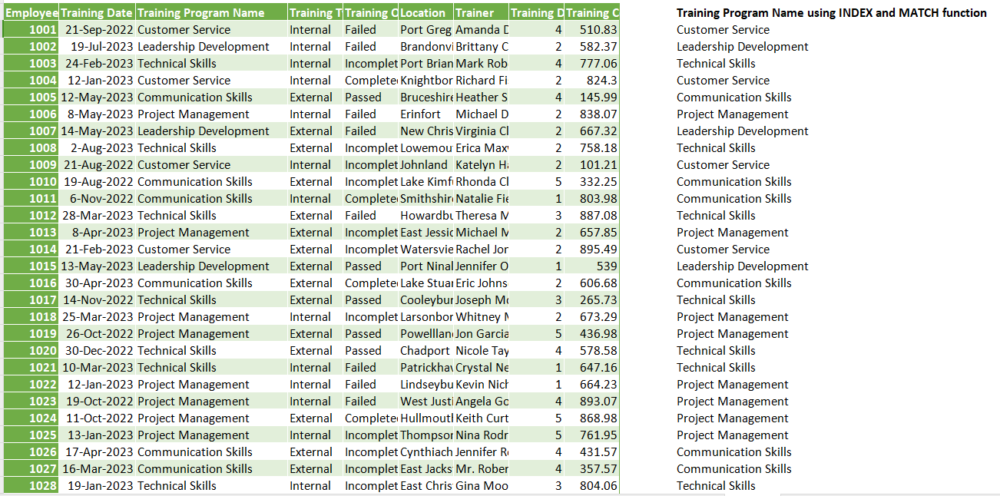 Employee Training Date Training Program Name Training T Training O Location Trainer Training D Training C Training Program Name using INDEX and MATCH function
1001 21-Sep-2022 Customer Service Internal Failed Port Greg Amanda D 4 510.83 Customer Service
1002 19-Jul-2023 Leadership Development Internal Failed Brandonvi Brittany C 2 582.37 Leadership Development
1003 24-Feb-2023 Technical Skills Internal Incomplet Port Brian Mark Rob 4 777.06 Technical Skills
1004 12-Jan-2023 Customer Service Internal Complete Knightbor Richard Fi 2 824.3 Customer Service
1005 12-May-2023 Communication Skills External Passed Bruceshire Heather S 4 145.99 Communication Skills
1006 8-May-2023 Project Management Internal Failed Erinfort Michael D 2 838.07 Project Management
1007 14-May-2023 Leadership Development External Failed New Chris Virginia Cl 2 667.32 Leadership Development
1008 2-Aug-2023 Technical Skills External Incomplet Lowemou Erica Max 2 758.18 Technical Skills
1009 21-Aug-2022 Customer Service Internal Incomplet Johnland Katelyn Ha 2 101.21 Customer Service
1010 19-Aug-2022 Communication Skills External Incomplet Lake Kimf Rhonda Cl 5 332.25 Communication Skills
1011 6-Nov-2022 Communication Skills Internal Complete Smithshir Natalie Fie 1 803.98 Communication Skills
1012 28-Mar-2023 Technical Skills External Failed Howardbu Theresa M 3 887.08 Technical Skills
1013 8-Apr-2023 Project Management External Incomplet East Jessic Michael M 2 657.85 Project Management
1014 21-Feb-2023 Customer Service External Incomplet Watersvie Rachel Jor 2 895.49 Customer Service
1015 13-May-2023 Leadership Development External Passed Port Ninal Jennifer O 1 539 Leadership Development
1016 30-Apr-2023 Communication Skills External Complete Lake Stuar Eric Johns 2 606.68 Communication Skills
1017 14-Nov-2022 Technical Skills External Passed Cooleybur Joseph Mc 3 265.73 Technical Skills
1018 25-Mar-2023 Project Management Internal Incomplet Larsonbor Whitney M 2 673.29 Project Management
1019 26-Oct-2022 Project Management External Passed Powelllan Jon Garcia 5 436.98 Project Management
1020 30-Dec-2022 Technical Skills External Passed Chadport Nicole Tay 4 578.58 Technical Skills
1021 10-Mar-2023 Technical Skills Internal Failed Patrickhav Crystal Ne 1 647.16 Technical Skills
1022 12-Jan-2023 Project Management Internal Failed Lindseybu Kevin Nich 1 664.23 Project Management
1023 19-Oct-2022 Project Management Internal Failed West Justi Angela Go 4 893.07 Project Management
1024 11-Oct-2022 Project Management External Complete Hullmouth Keith Curt 5 868.98 Project Management
1025 13-Jan-2023 Project Management Internal Incomplet Thompson Nina Rodr 5 761.95 Project Management
1026 17-Apr-2023 Communication Skills External Incomplet Cynthiach Jennifer R 4 431.57 Communication Skills
1027 16-Mar-2023 Communication Skills External Incomplet East Jacks Mr. Rober 4 357.57 Communication Skills
1028 19-Jan-2023 Technical Skills Internal Incomplet East Chris Gina Moo 3 804.06 Technical Skills